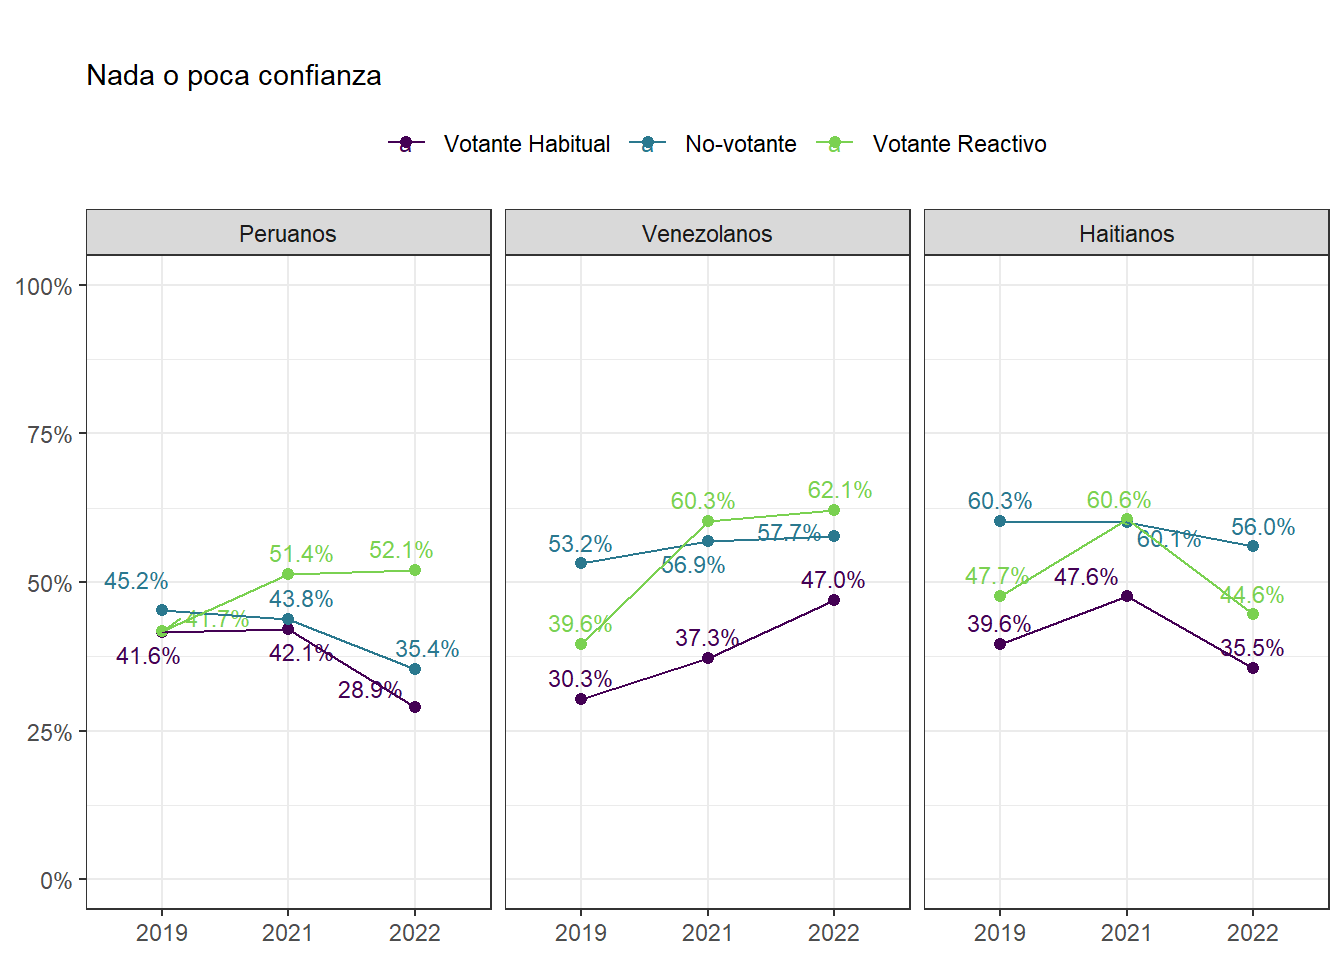 Nada o poca confianza
a Votante Habitual a No-votante a Votante Reactivo
Peruanos Venezolanos Haitianos
100%
75%
50%
25%
0%
45.2% 51.4% 52.1%
41.7% 43.8% 35.4%
41.6% 42.1% 28.9%
53.2% 60.3% 62.1%
39.6% 56.9% 57.7%
30.3% 37.3% 47.0%
60.3% 60.6% 56.0%
47.7% 60.1% 44.6%
39.6% 47.6% 35.5%
2019 2021 2022 2019 2021 2022 2019 2021 2022